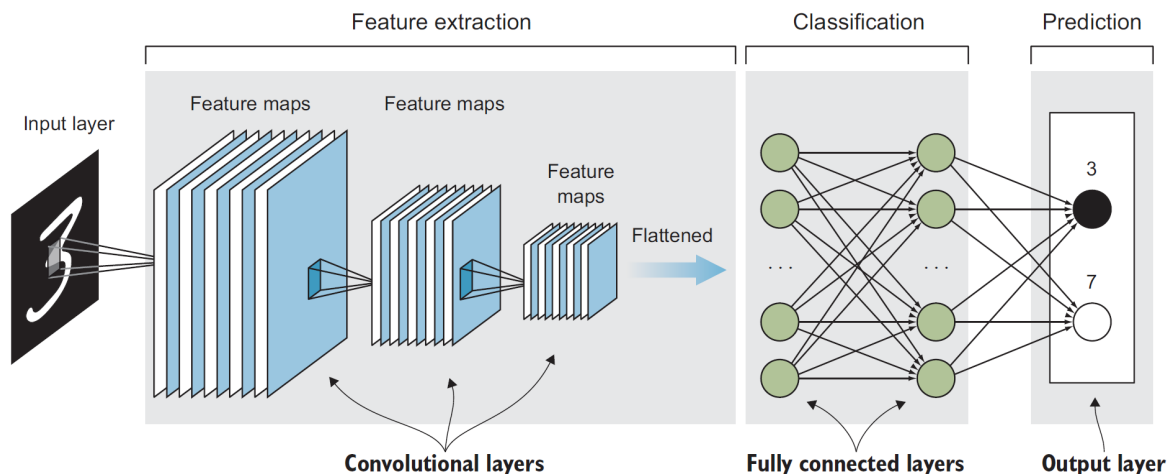 Feature extraction
Classification
Prediction
Input layer
Feature maps
Feature maps
Feature
maps
Flattened
3
7
. . .
. . .
Convolutional layers
Fully connected layers
Output layer